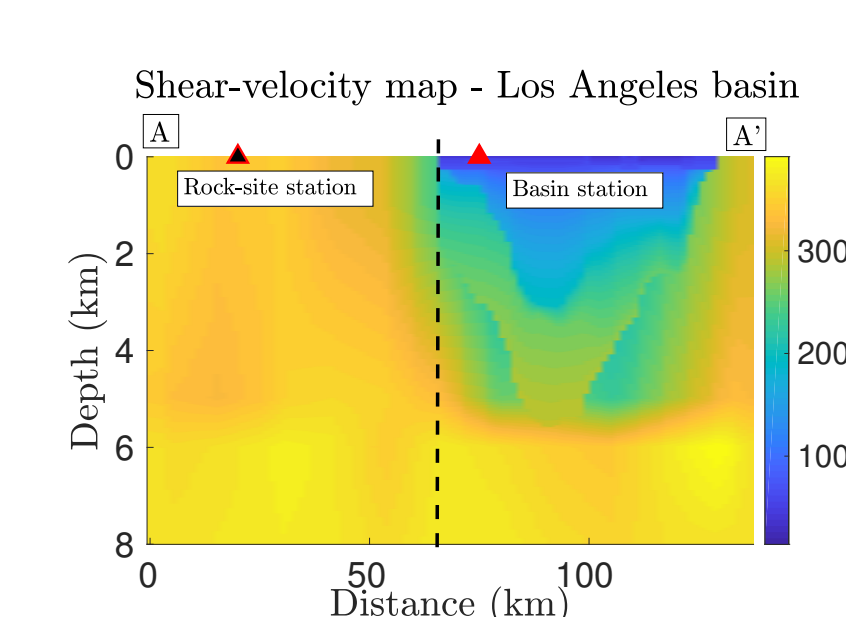 Shear-velocity map - Los Angeles basin
A
A'
Rock-site station
Basin station
0
2
4
6
8
Depth (km)
0
50
100
Distance (km)
300
200
100